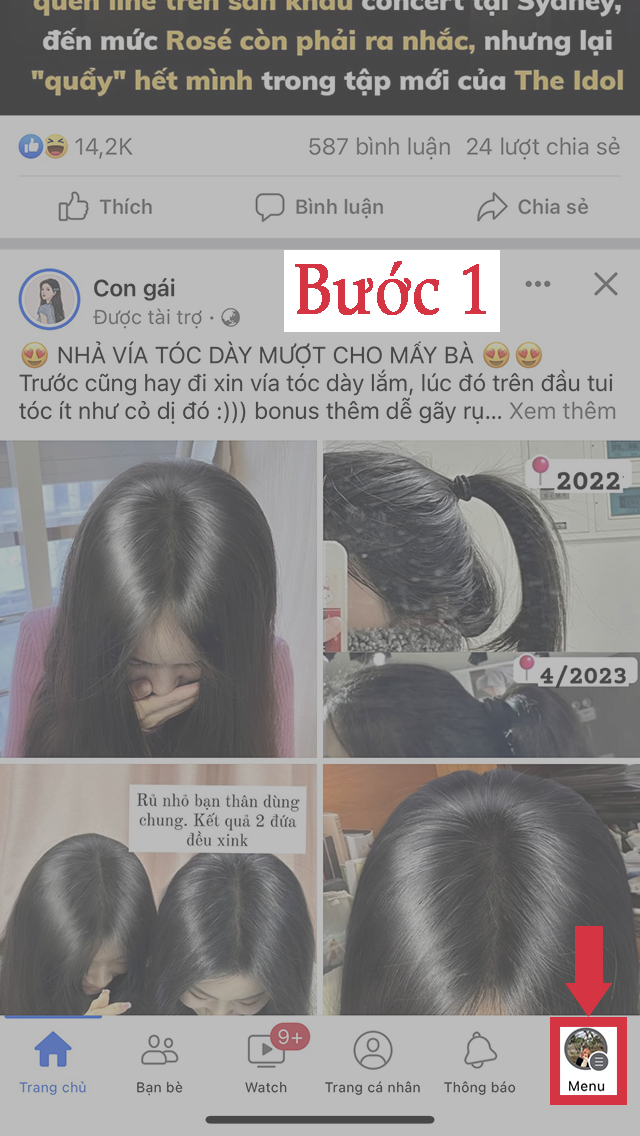 quên line trên sân khấu concert tại Sydney,
đến mức Rosé còn phải ra nhắc, nhưng lại
"quẩy" hết mình trong tập mới của The Idol
14,2K
587 bình luận
24 lượt chia sẻ
Thích
Bình luận
Chia sẻ
Bước 1
Con gái
Được tài trợ ·
NHẢ VÍA TÓC DÀY MƯỢT CHO MẤY BÀ
Trước cũng hay đi xin vía tóc dày lắm, lúc đó trên đầu tui
tóc ít như cỏ dị đó :))) bonus thêm dễ gãy rụ... Xem thêm
2022
4/2023
Rủ nhỏ bạn thân dùng
chung. Kết quả 2 đứa
đều xink
9+
Trang chủ
Bạn bè
Watch
Trang cá nhân
Thông báo
Menu